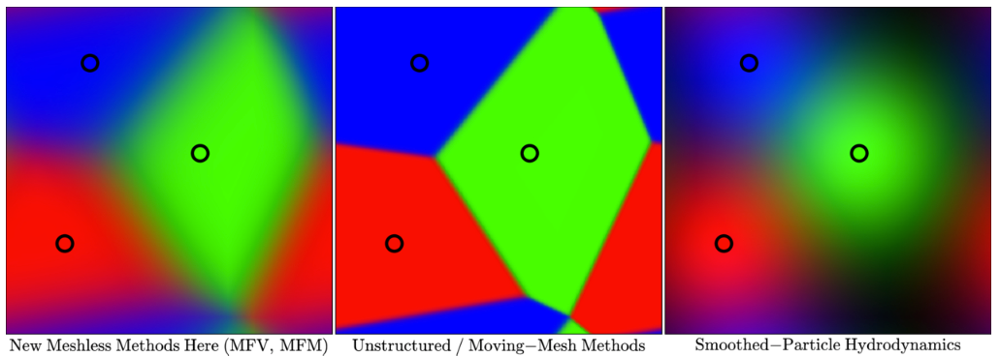 New Meshless Methods Here (MFV, MFM)
Unstructured / Moving−Mesh Methods
Smoothed−Particle Hydrodynamics